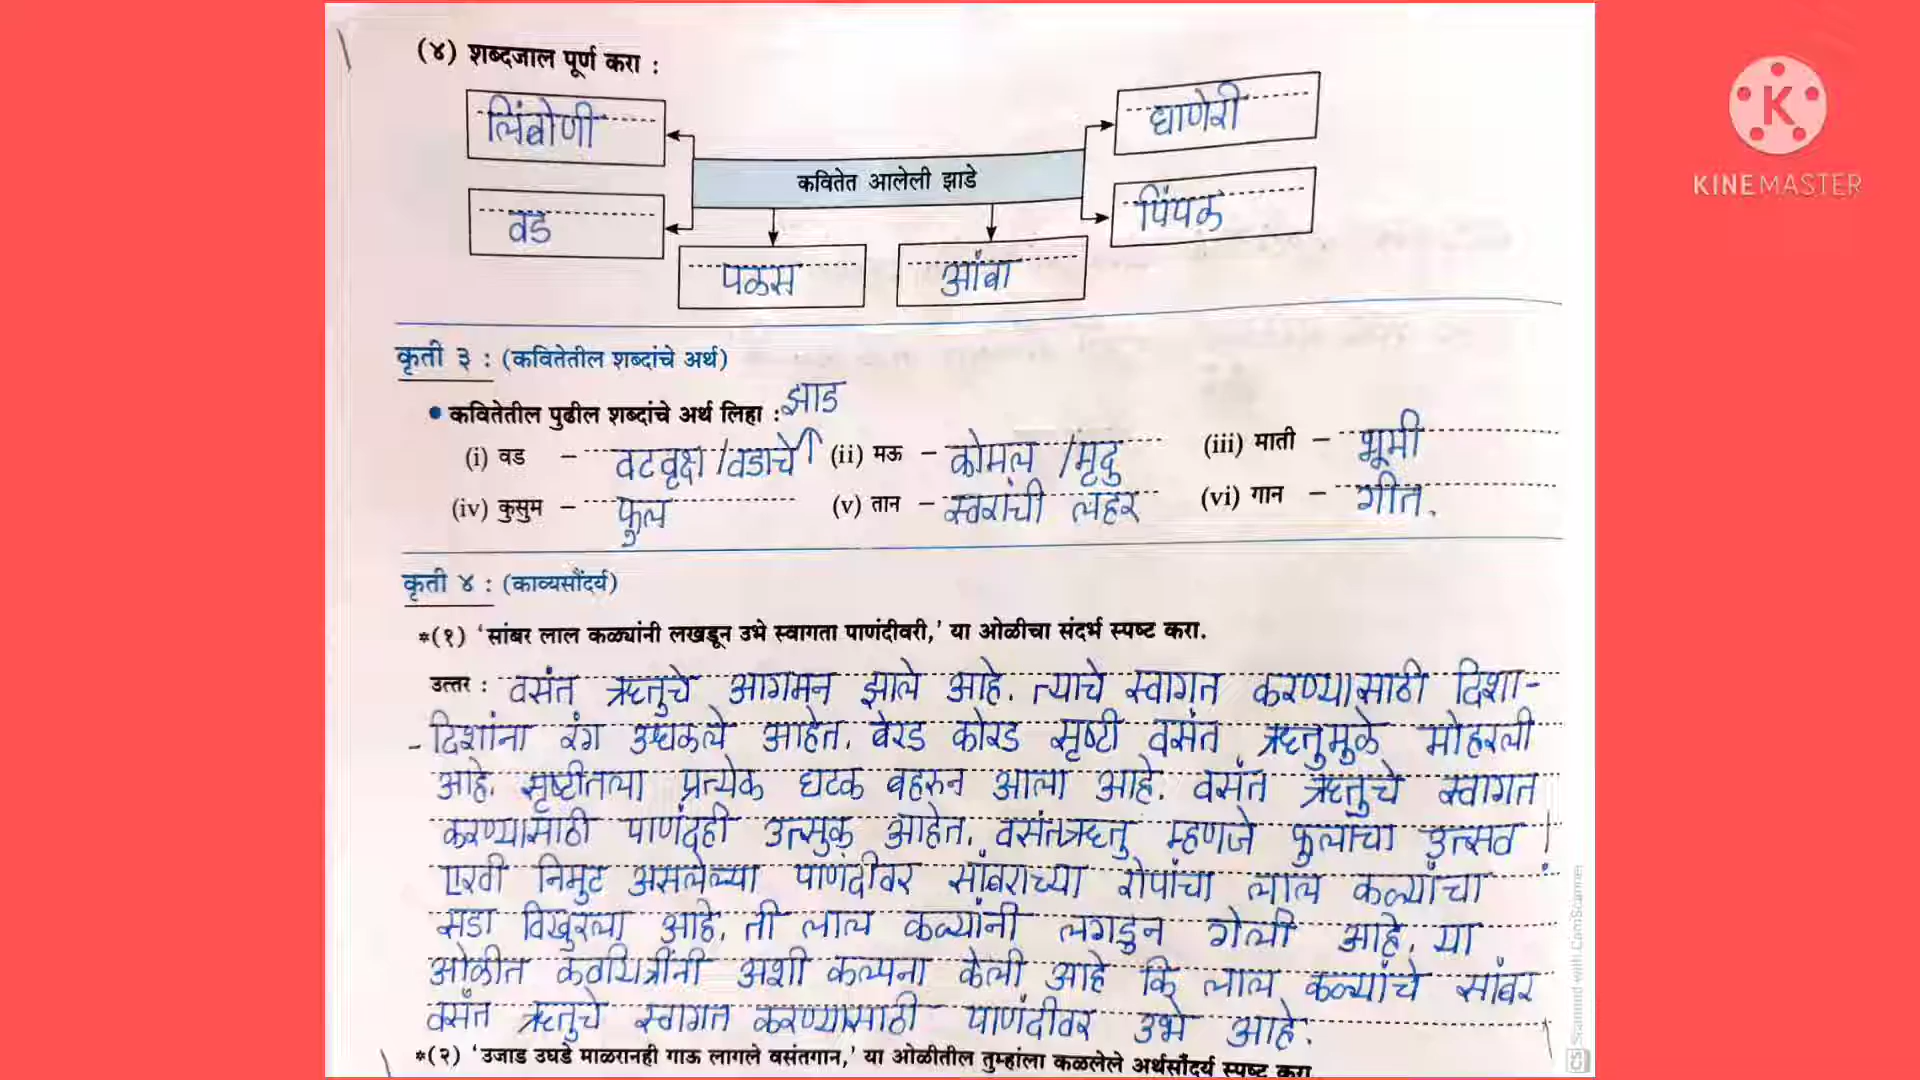 (४) शब्दजाल पूर्ण करा :
लिंबोणी
घाणेरी
कवितेत आलेली झाडे
वड
पिंपळ
पळस
आंबा
KINEMASTER
कृती ३ : (कवितेतील शब्दांचे अर्थ)
• कवितेतील पुढील शब्दांचे अर्थ लिहा :
झाड
(i) वड – वटवृक्ष / वडाचे (ii) मऊ – कोमल / मृदु (iii) माती – भूमी
(iv) कुसुम – फुल (v) तान – स्वरांची लहर (vi) गान – गीत.
कृती ४ : (काव्यसौंदर्य)
*(१) 'सांबर लाल कळ्यांनी लखडून उभे स्वागता पाणंदीवरी,' या ओळीचा संदर्भ स्पष्ट करा.
उत्तर : वसंत ऋतुचे आगमन झाले आहे. त्याचे स्वागत करण्यासाठी दिशा-
-दिशांना रंग उधळले आहेत. बेरड कोरड सृष्टी वसंत ऋतुमुळे मोहरली
आहे. सृष्टीतला प्रत्येक घटक बहरुन आला आहे. वसंत ऋतुचे स्वागत
करण्यासाठी पाणंदही उत्सुक आहेत. वसंतऋतु म्हणजे फुलांचा उत्सव !
एरवी निमुट असलेल्या पाणंदीवर सांबराच्या रोपांचा लाल कळ्यांचा
सडा विखुरला आहे. ती लाल कळ्यांनी लगडुन गेली आहे. या
ओळीत कवयित्रींनी अशी कल्पना केली आहे कि लाल कळ्यांचे सांबर
वसंत ऋतुचे स्वागत करण्यासाठी पाणंदीवर उभे आहे.
*(२) 'उजाड उघडे माळरानही गाऊ लागले वसंतगान,' या ओळीतील तुम्हांला कळलेले अर्थसौंदर्य स्पष्ट करा
CS Scanned with CamScanner